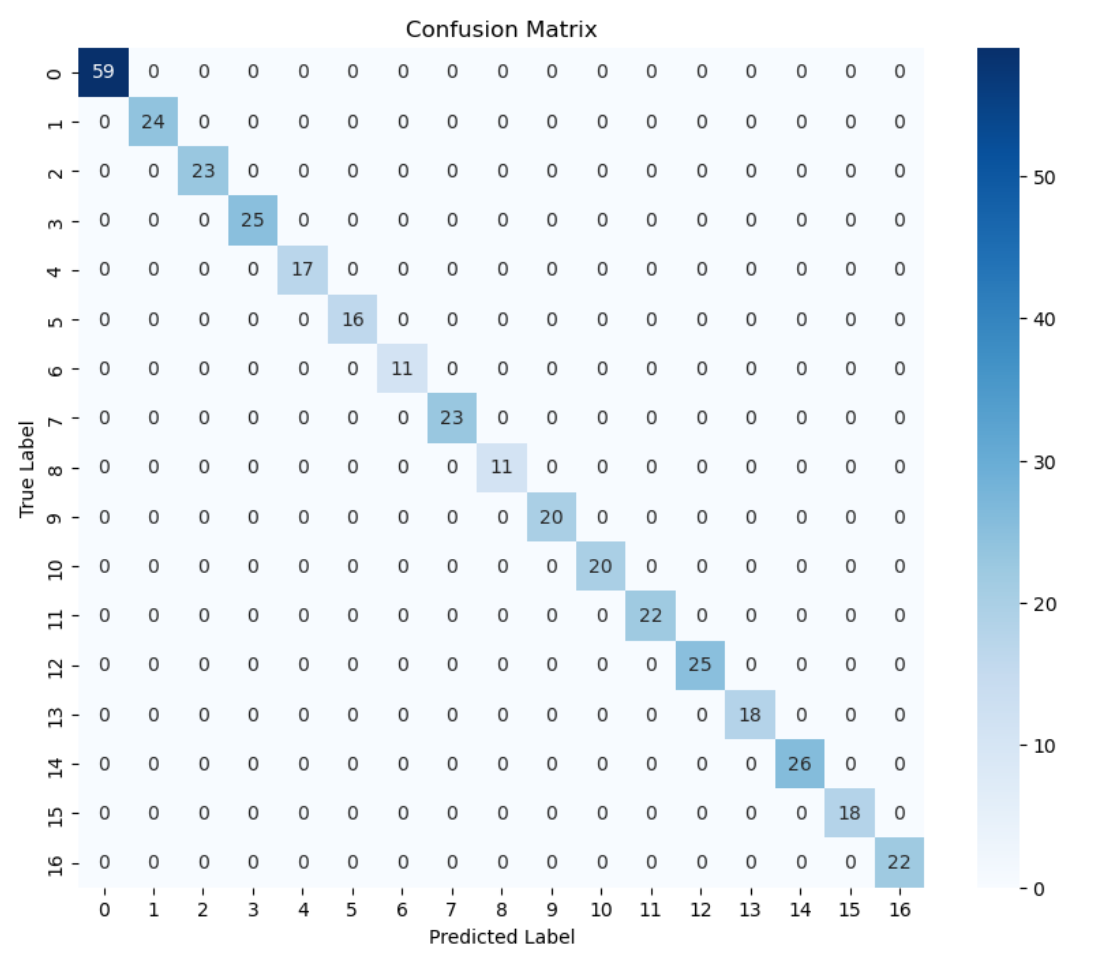 Confusion Matrix
0 59 0 0 0 0 0 0 0 0 0 0 0 0 0 0 0 0
1 0 24 0 0 0 0 0 0 0 0 0 0 0 0 0 0 0
2 0 0 23 0 0 0 0 0 0 0 0 0 0 0 0 0 0
3 0 0 0 25 0 0 0 0 0 0 0 0 0 0 0 0 0
4 0 0 0 0 17 0 0 0 0 0 0 0 0 0 0 0 0
5 0 0 0 0 0 16 0 0 0 0 0 0 0 0 0 0 0
6 0 0 0 0 0 0 11 0 0 0 0 0 0 0 0 0 0
7 0 0 0 0 0 0 0 23 0 0 0 0 0 0 0 0 0
8 0 0 0 0 0 0 0 0 11 0 0 0 0 0 0 0 0
9 0 0 0 0 0 0 0 0 0 20 0 0 0 0 0 0 0
10 0 0 0 0 0 0 0 0 0 0 20 0 0 0 0 0 0
11 0 0 0 0 0 0 0 0 0 0 0 22 0 0 0 0 0
12 0 0 0 0 0 0 0 0 0 0 0 0 25 0 0 0 0
13 0 0 0 0 0 0 0 0 0 0 0 0 0 18 0 0 0
14 0 0 0 0 0 0 0 0 0 0 0 0 0 0 26 0 0
15 0 0 0 0 0 0 0 0 0 0 0 0 0 0 0 18 0
16 0 0 0 0 0 0 0 0 0 0 0 0 0 0 0 0 22
0 1 2 3 4 5 6 7 8 9 10 11 12 13 14 15 16
Predicted Label
True Label
50
40
30
20
10
0